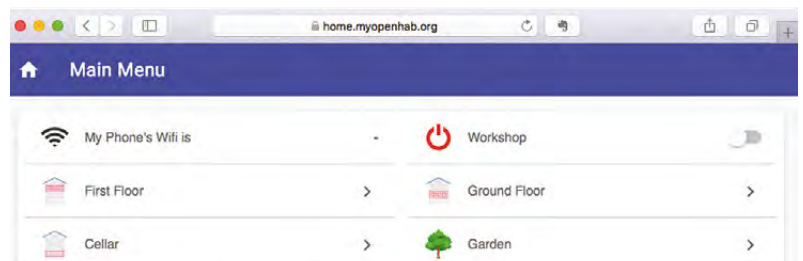 home.myopenhab.org
Main Menu
My Phone's Wifi is - Workshop
First Floor Ground Floor
Cellar Garden